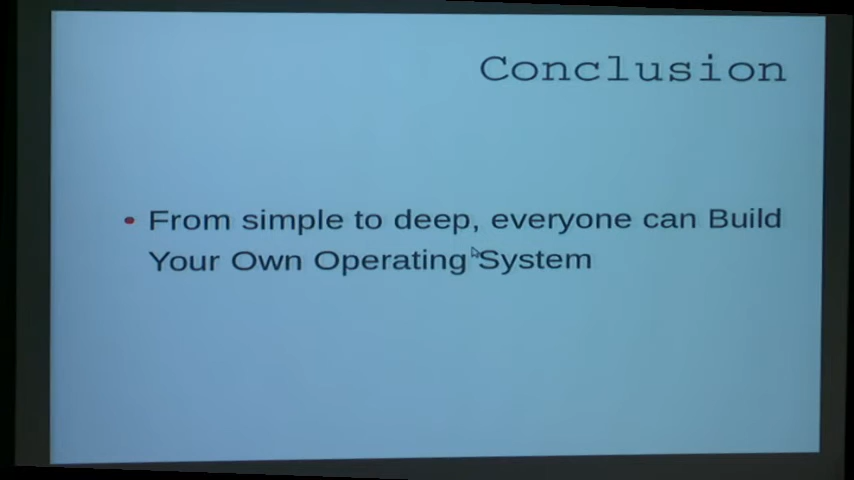 Conclusion
From simple to deep, everyone can Build
Your Own Operating System